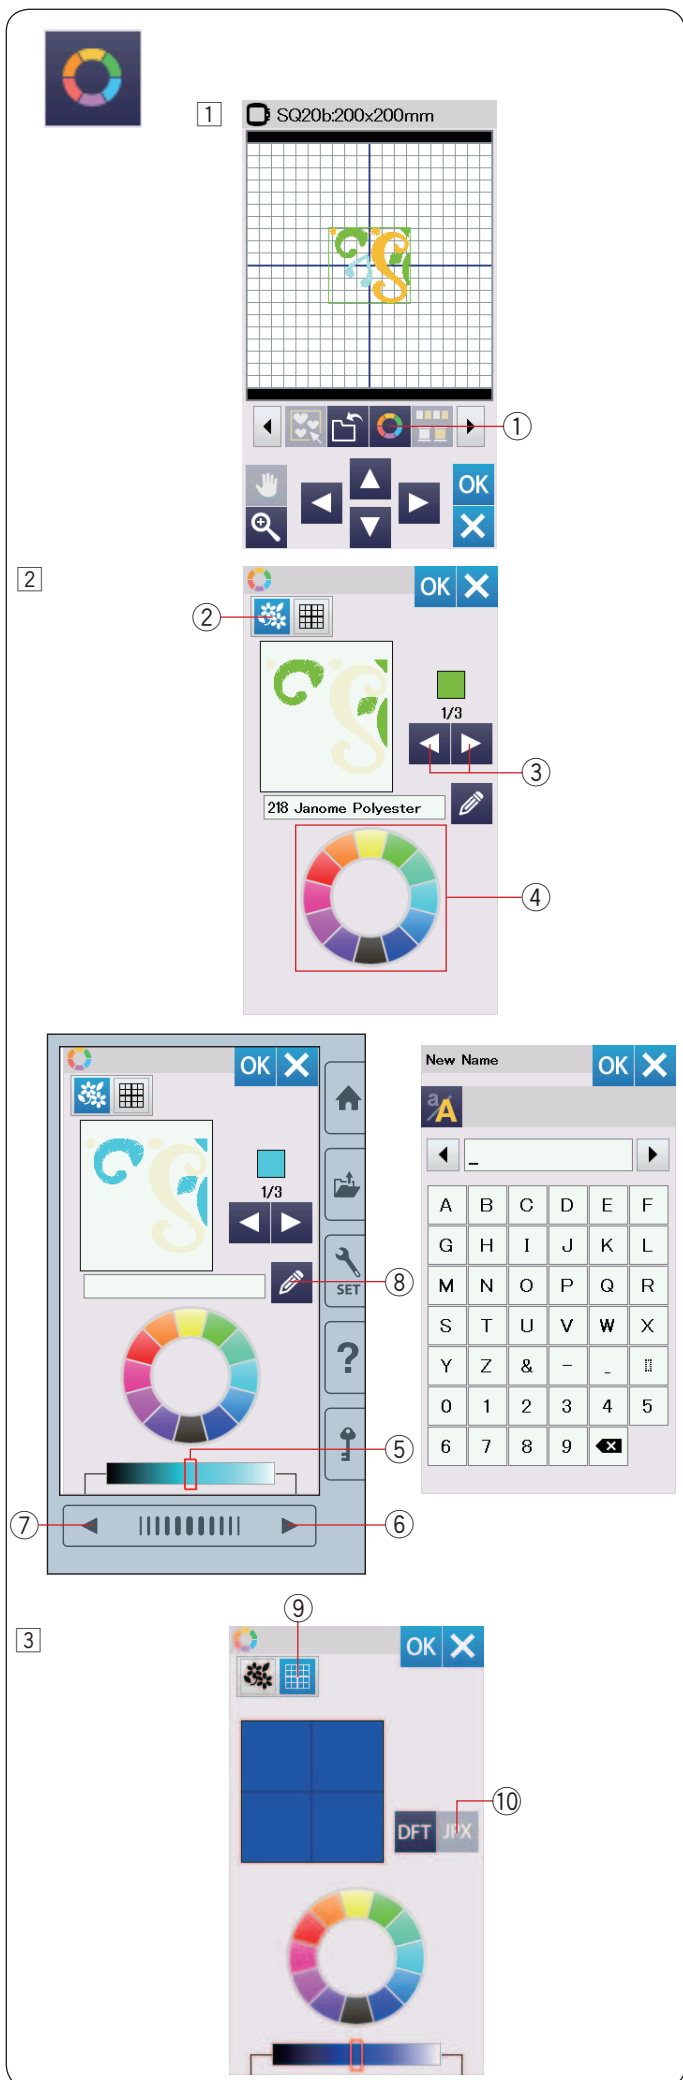 1
SQ20b:200x200mm
①
OK
2
OK
②
1/3
③
218 Janome Polyester
④
OK
1/3
⑧
SET
?
⑤
⑦
⑥
New Name
OK
a/A
_
A B C D E F
G H I J K L
M N O P Q R
S T U V W X
Y Z & - _
0 1 2 3 4 5
6 7 8 9
3
⑨
OK
⑩
DFT JPX